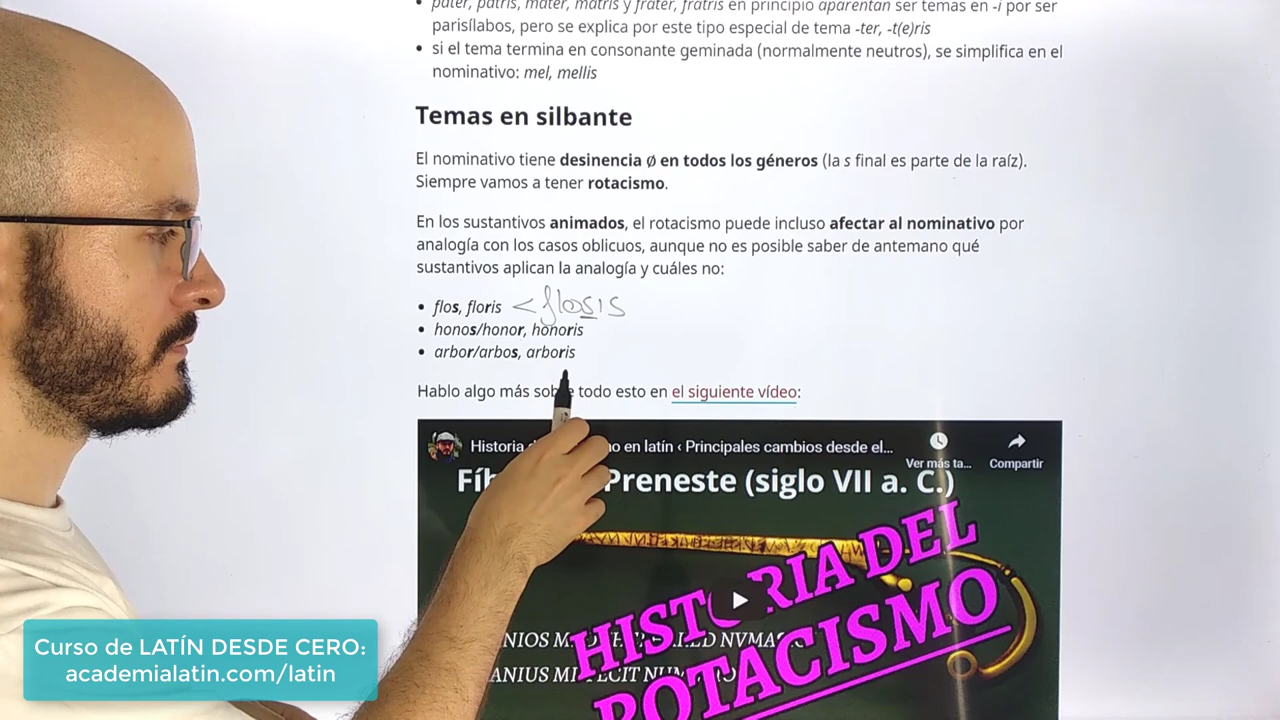 • pater, patris, mater, matris y frater, fratris en principio aparentan ser temas en -i por ser
parisílabos, pero se explica por este tipo especial de tema -ter, -t(e)ris
• si el tema termina en consonante geminada (normalmente neutros), se simplifica en el
nominativo: mel, mellis
Temas en silbante
El nominativo tiene desinencia ø en todos los géneros (la s final es parte de la raíz).
Siempre vamos a tener rotacismo.
En los sustantivos animados, el rotacismo puede incluso afectar al nominativo por
analogía con los casos oblicuos, aunque no es posible saber de antemano qué
sustantivos aplican la analogía y cuáles no:
• flos, floris < flosis
• honos/honor, honoris
• arbor/arbos, arboris
Hablo algo más sobre todo esto en el siguiente vídeo:
Historia en latín ‹ Principales cambios desde el...
Ver más ta...
Compartir
Preneste (siglo VII a. C.)
HISTORIA DEL
ROTACISMO
Curso de LATÍN DESDE CERO:
academialatin.com/latin